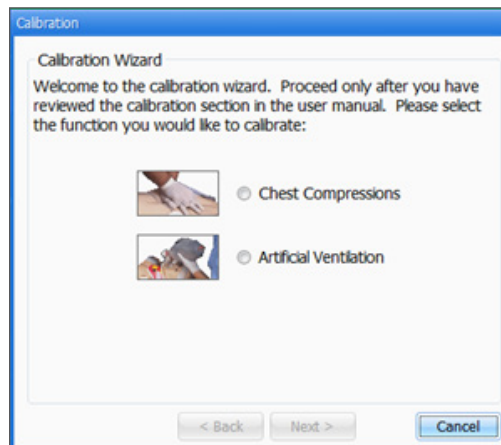 Calibration
Calibration Wizard
Welcome to the calibration wizard.  Proceed only after you have
reviewed the calibration section in the user manual.  Please select
the function you would like to calibrate:
Chest Compressions
Artificial Ventilation
< Back
Next >
Cancel